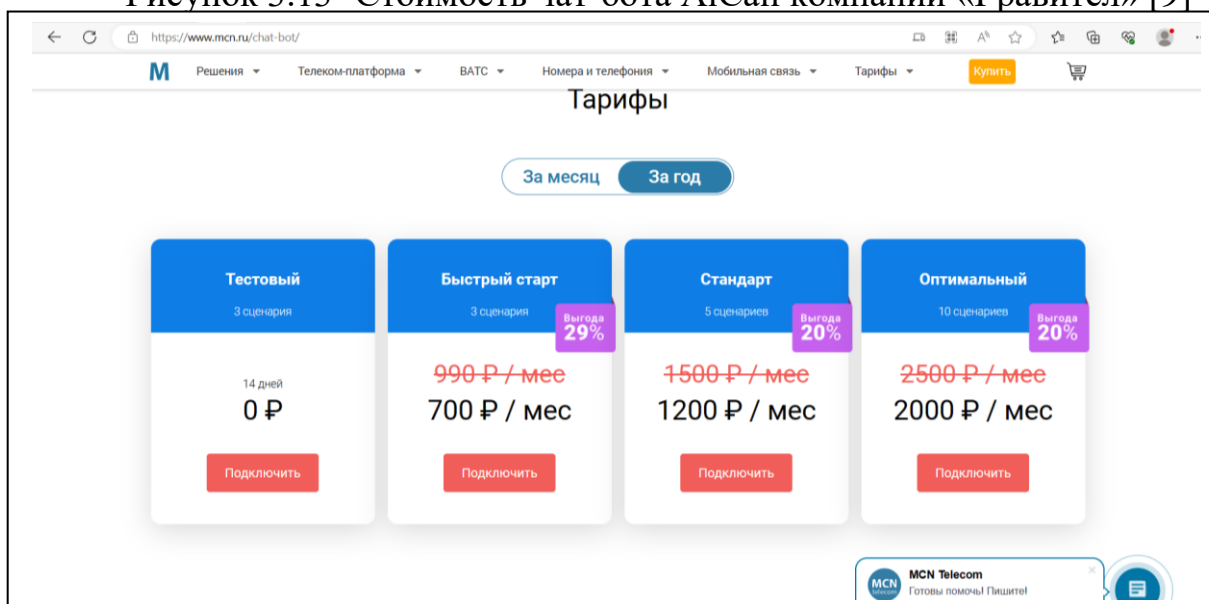 Рисунок 3.13- Стоимость чат-бота AiCall компании «Гравител» [9]
https://www.mcn.ru/chat-bot/
M Решения Телеком-платформа ВАТС Номера и телефония Мобильная связь Тарифы Купить
Тарифы
За месяц За год
Тестовый
3 сценария
14 дней
0 ₽
Подключить
Быстрый старт
3 сценария
Выгода
29%
990 ₽ / мес
700 ₽ / мес
Подключить
Стандарт
5 сценариев
Выгода
20%
1500 ₽ / мес
1200 ₽ / мес
Подключить
Оптимальный
10 сценариев
Выгода
20%
2500 ₽ / мес
2000 ₽ / мес
Подключить
MCN
telecom
MCN Telecom
Готовы помочь! Пишите!